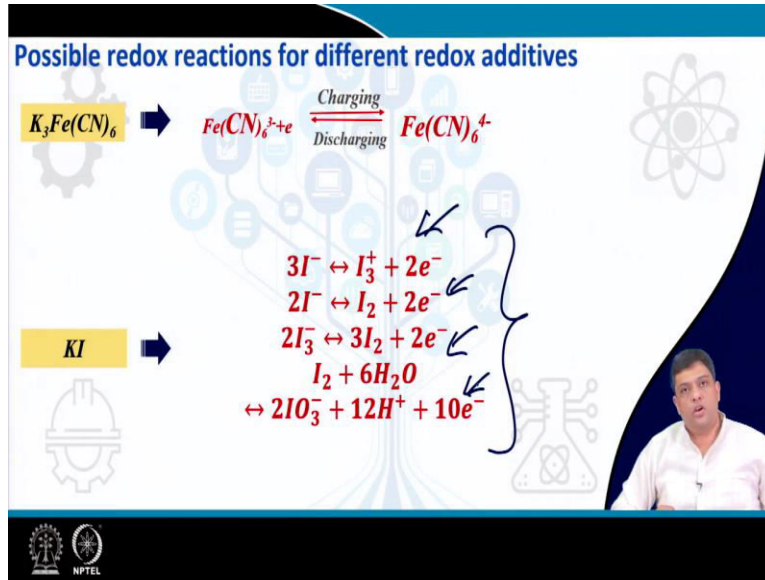 Possible redox reactions for different redox additives
K₃Fe(CN)₆
Fe(CN)₆³⁻+e
Charging
Discharging
Fe(CN)₆⁴⁻
3I⁻ ↔ I₃⁺ + 2e⁻
2I⁻ ↔ I₂ + 2e⁻
KI
2I₃⁻ ↔ 3I₂ + 2e⁻
I₂ + 6H₂O
↔ 2IO₃⁻ + 12H⁺ + 10e⁻
NPTEL